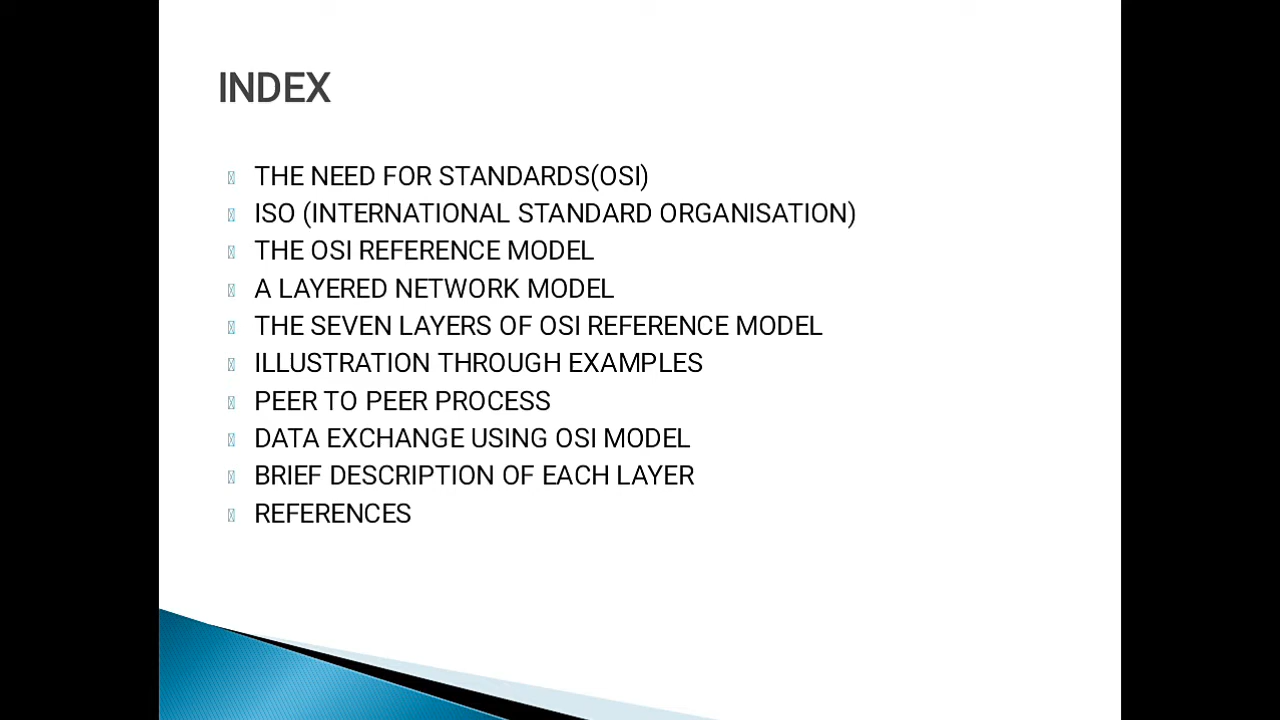 INDEX
THE NEED FOR STANDARDS(OSI)
ISO (INTERNATIONAL STANDARD ORGANISATION)
THE OSI REFERENCE MODEL
A LAYERED NETWORK MODEL
THE SEVEN LAYERS OF OSI REFERENCE MODEL
ILLUSTRATION THROUGH EXAMPLES
PEER TO PEER PROCESS
DATA EXCHANGE USING OSI MODEL
BRIEF DESCRIPTION OF EACH LAYER
REFERENCES